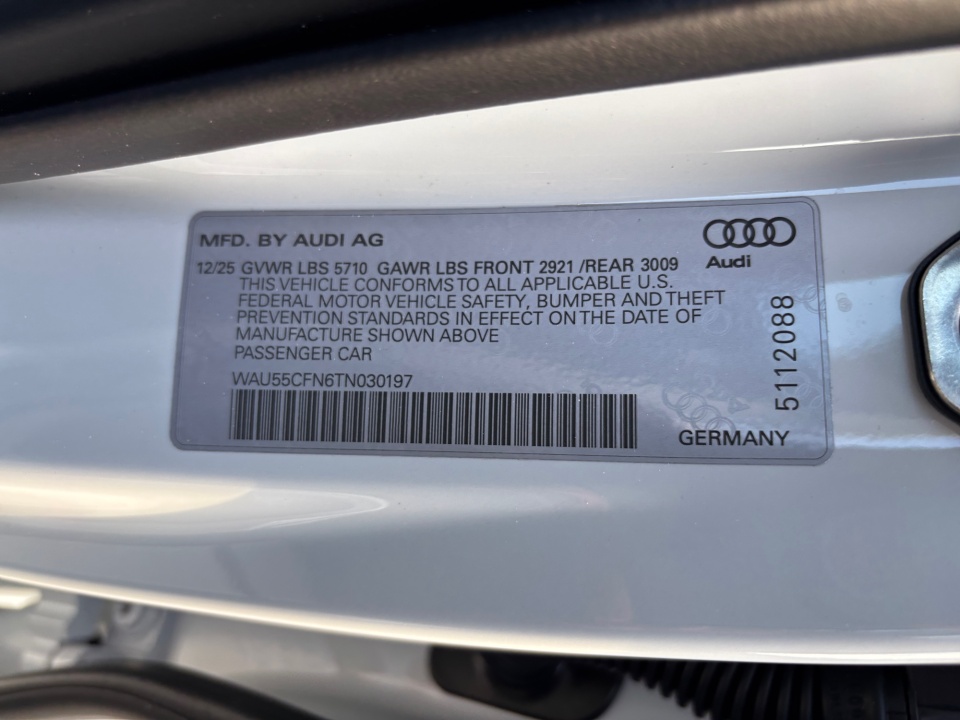 MFD. BY AUDI AG
Audi
12/25 GVWR LBS 5710 GAWR LBS FRONT 2921 /REAR 3009
THIS VEHICLE CONFORMS TO ALL APPLICABLE U.S.
FEDERAL MOTOR VEHICLE SAFETY, BUMPER AND THEFT
PREVENTION STANDARDS IN EFFECT ON THE DATE OF
MANUFACTURE SHOWN ABOVE
PASSENGER CAR
WAU55CFN6TN030197
5112088
GERMANY